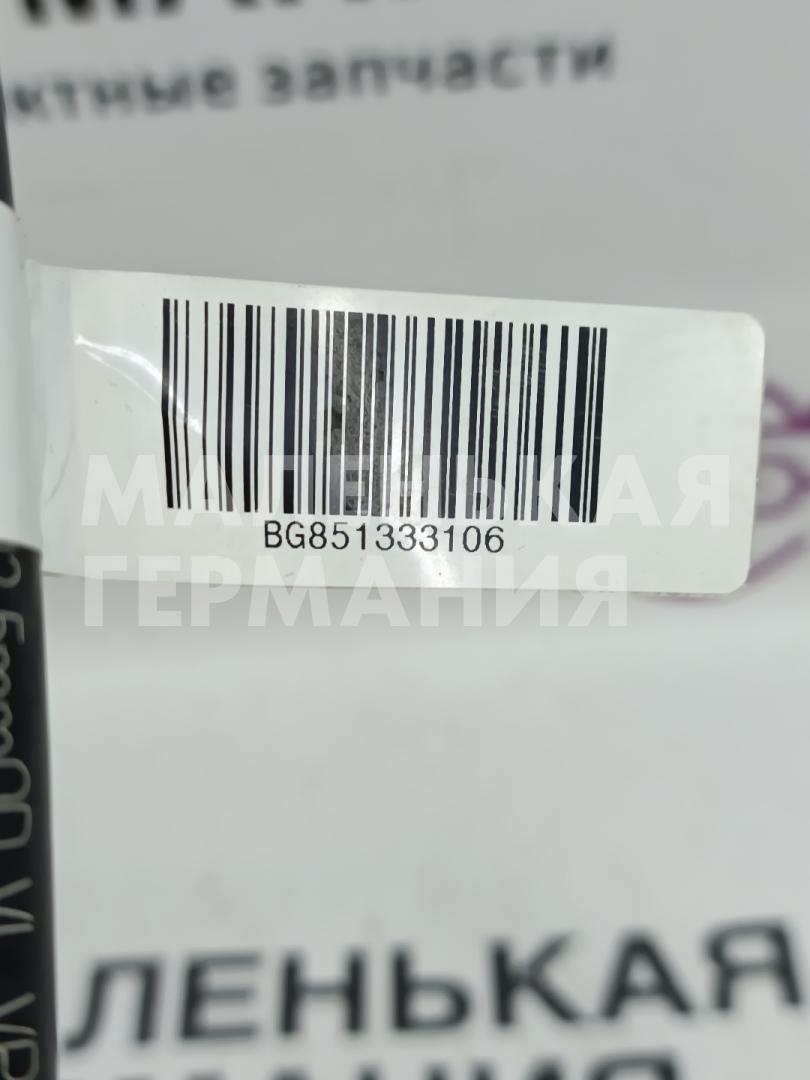 ктные запчасти
BG851333106
МАЛЕНЬКАЯ
ГЕРМАНИЯ
ЛЕНЬКАЯ